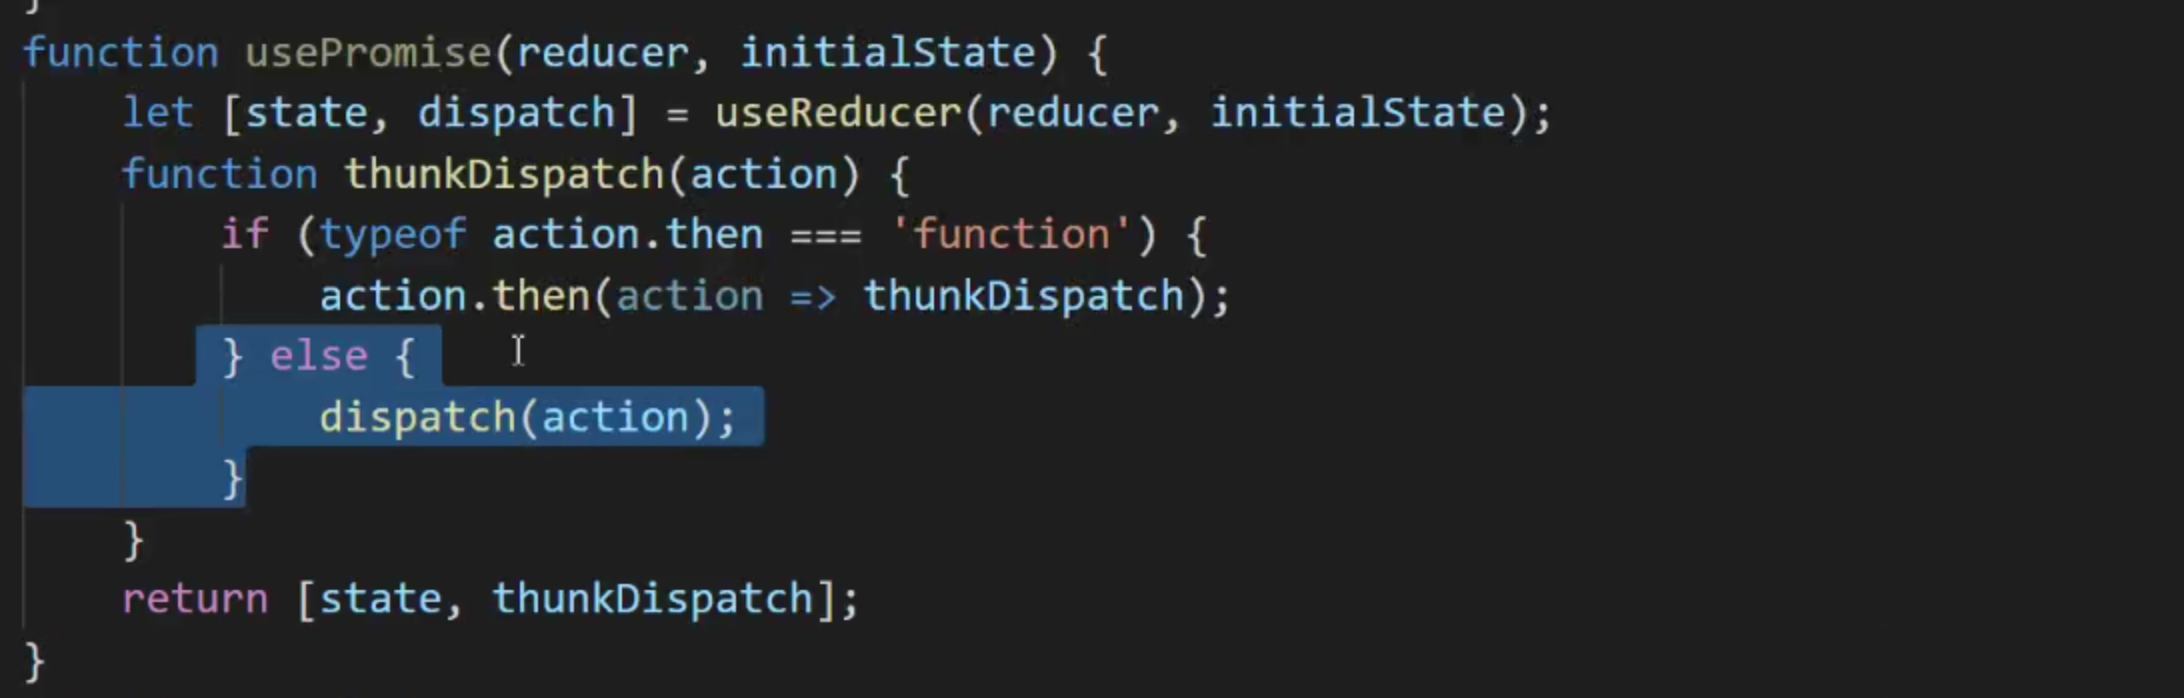 }
function usePromise(reducer, initialState) {
    let [state, dispatch] = useReducer(reducer, initialState);
    function thunkDispatch(action) {
        if (typeof action.then === 'function') {
            action.then(action => thunkDispatch);
        } else {
            dispatch(action);
        }
    }
    return [state, thunkDispatch];
}